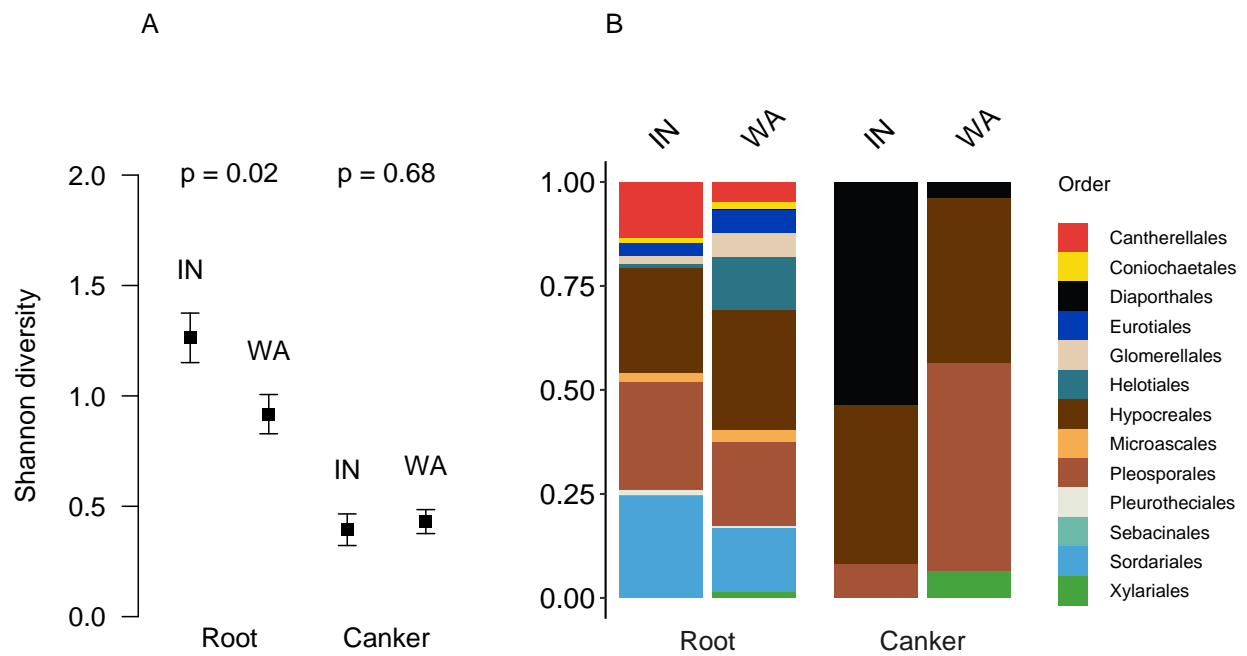 A
Shannon diversity
2.0
1.5
1.0
0.5
0.0
p = 0.02
p = 0.68
IN
WA
IN
WA
Root
Canker
B
IN
WA
IN
WA
1.00
0.75
0.50
0.25
0.00
Root
Canker
Order
Cantherellales
Coniochaetales
Diaporthales
Eurotiales
Glomerellales
Helotiales
Hypocreales
Microascales
Pleosporales
Pleurotheciales
Sebacinales
Sordariales
Xylariales